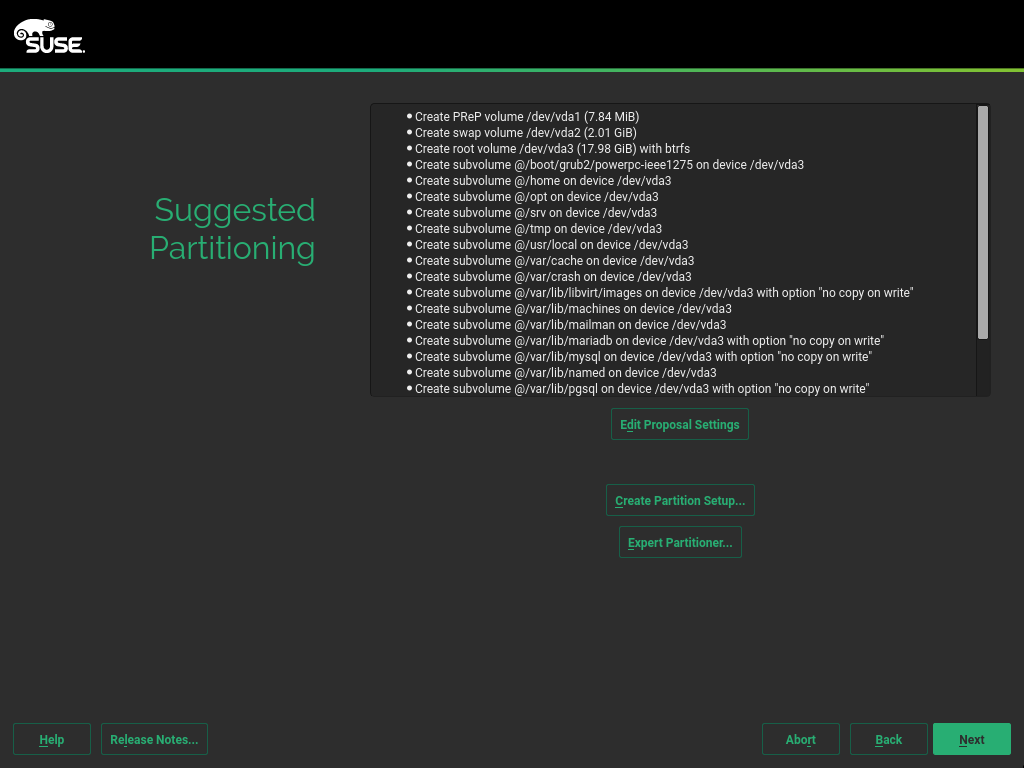 SUSE
Suggested
Partitioning
• Create PReP volume /dev/vda1 (7.84 MiB)
• Create swap volume /dev/vda2 (2.01 GiB)
• Create root volume /dev/vda3 (17.98 GiB) with btrfs
• Create subvolume @/boot/grub2/powerpc-ieee1275 on device /dev/vda3
• Create subvolume @/home on device /dev/vda3
• Create subvolume @/opt on device /dev/vda3
• Create subvolume @/srv on device /dev/vda3
• Create subvolume @/tmp on device /dev/vda3
• Create subvolume @/usr/local on device /dev/vda3
• Create subvolume @/var/cache on device /dev/vda3
• Create subvolume @/var/crash on device /dev/vda3
• Create subvolume @/var/lib/libvirt/images on device /dev/vda3 with option "no copy on write"
• Create subvolume @/var/lib/machines on device /dev/vda3
• Create subvolume @/var/lib/mailman on device /dev/vda3
• Create subvolume @/var/lib/mariadb on device /dev/vda3 with option "no copy on write"
• Create subvolume @/var/lib/mysql on device /dev/vda3 with option "no copy on write"
• Create subvolume @/var/lib/named on device /dev/vda3
• Create subvolume @/var/lib/pgsql on device /dev/vda3 with option "no copy on write"
Edit Proposal Settings
Create Partition Setup...
Expert Partitioner...
Help
Release Notes...
Abort
Back
Next